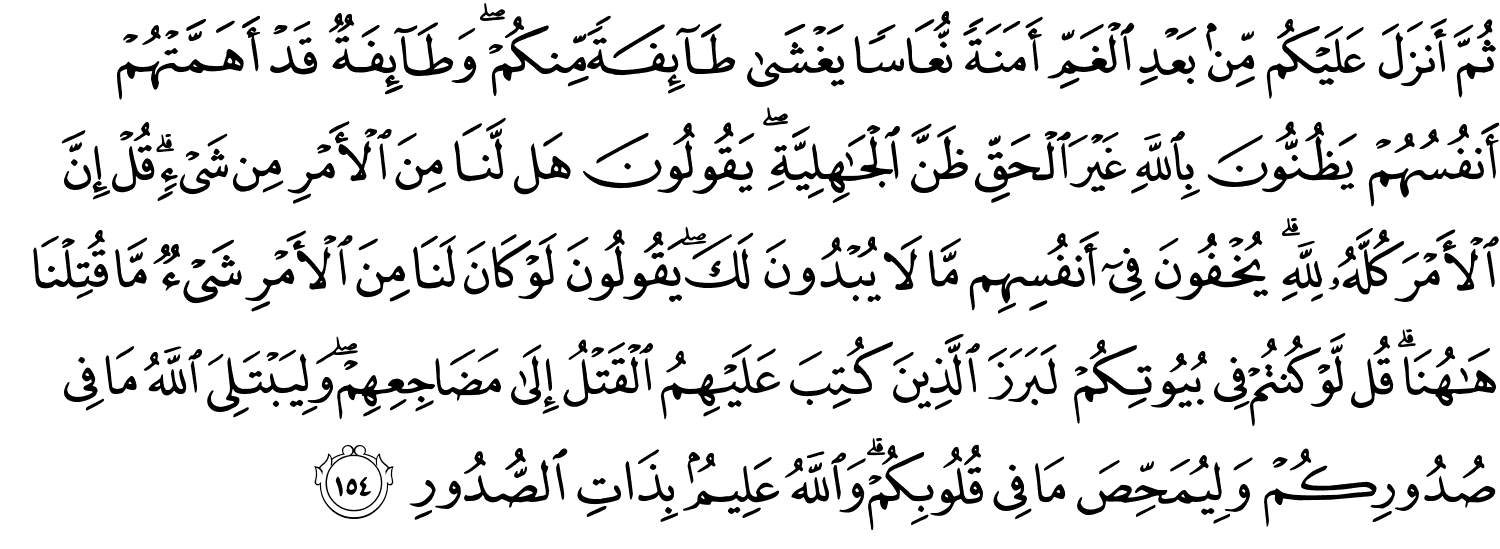 ثُمَّ أَنزَلَ عَلَيْكُم مِّنۢ بَعْدِ ٱلْغَمِّ أَمَنَةً نُّعَاسًا يَغْشَىٰ طَآئِفَةً مِّنكُمْ ۖ وَطَآئِفَةٌ قَدْ أَهَمَّتْهُمْ
أَنفُسُهُمْ يَظُنُّونَ بِٱللَّهِ غَيْرَ ٱلْحَقِّ ظَنَّ ٱلْجَـٰهِلِيَّةِ ۖ يَقُولُونَ هَل لَّنَا مِنَ ٱلْأَمْرِ مِن شَىْءٍ ۗ قُلْ إِنَّ
ٱلْأَمْرَ كُلَّهُۥ لِلَّهِ ۗ يُخْفُونَ فِىٓ أَنفُسِهِم مَّا لَا يُبْدُونَ لَكَ ۖ يَقُولُونَ لَوْ كَانَ لَنَا مِنَ ٱلْأَمْرِ شَىْءٌ مَّا قُتِلْنَا
هَـٰهُنَا ۗ قُل لَّوْ كُنتُمْ فِى بُيُوتِكُمْ لَبَرَزَ ٱلَّذِينَ كُتِبَ عَلَيْهِمُ ٱلْقَتْلُ إِلَىٰ مَضَاجِعِهِمْ ۖ وَلِيَبْتَلِىَ ٱللَّهُ مَا فِى
صُدُورِكُمْ وَلِيُمَحِّصَ مَا فِى قُلُوبِكُمْ ۗ وَٱللَّهُ عَلِيمٌۢ بِذَاتِ ٱلصُّدُورِ ١٥٤